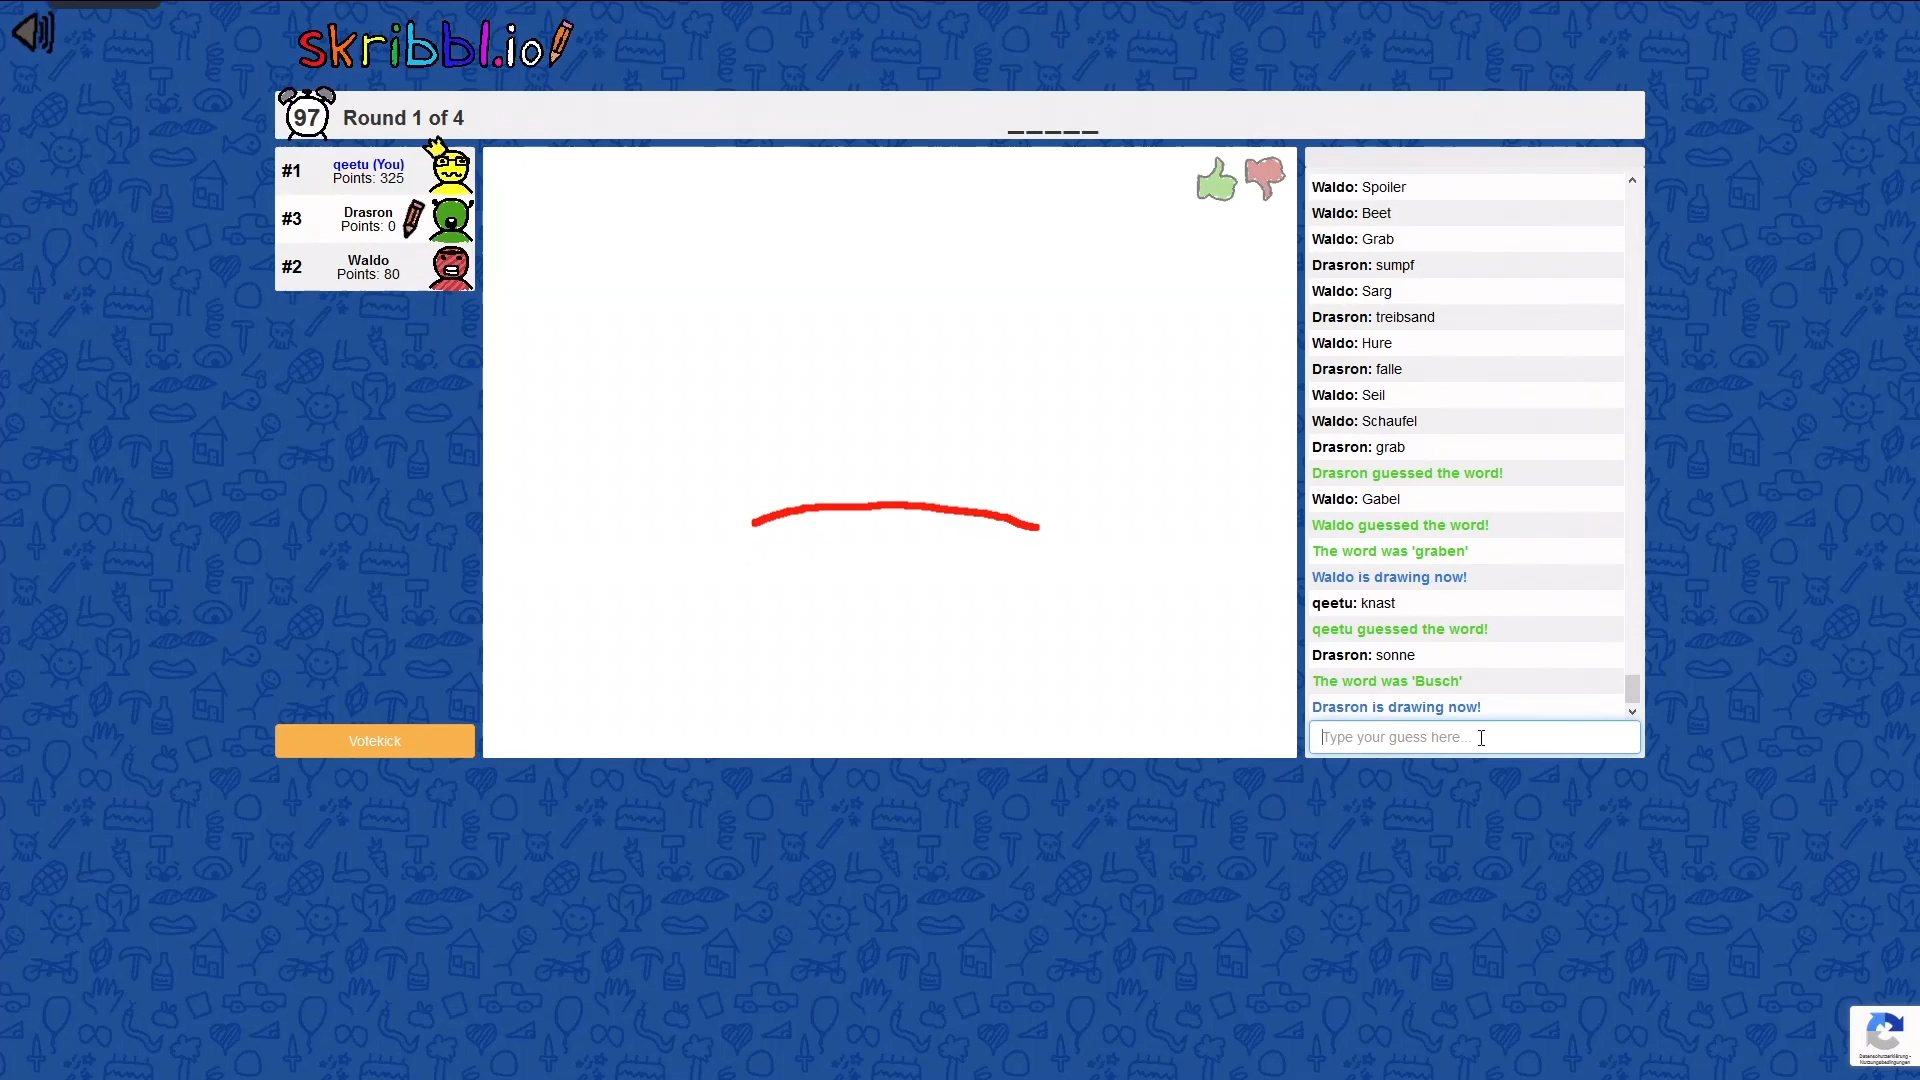 skribbl.io
97
Round 1 of 4
_____
#1
qeetu (You)
Points: 325
#3
Drasron
Points: 0
#2
Waldo
Points: 80
Votekick
Waldo: Spoiler
Waldo: Beet
Waldo: Grab
Drasron: sumpf
Waldo: Sarg
Drasron: treibsand
Waldo: Hure
Drasron: falle
Waldo: Seil
Waldo: Schaufel
Drasron: grab
Drasron guessed the word!
Waldo: Gabel
Waldo guessed the word!
The word was 'graben'
Waldo is drawing now!
qeetu: knast
qeetu guessed the word!
Drasron: sonne
The word was 'Busch'
Drasron is drawing now!
Type your guess here...
Datenschutzerklärung -
Nutzungsbedingungen